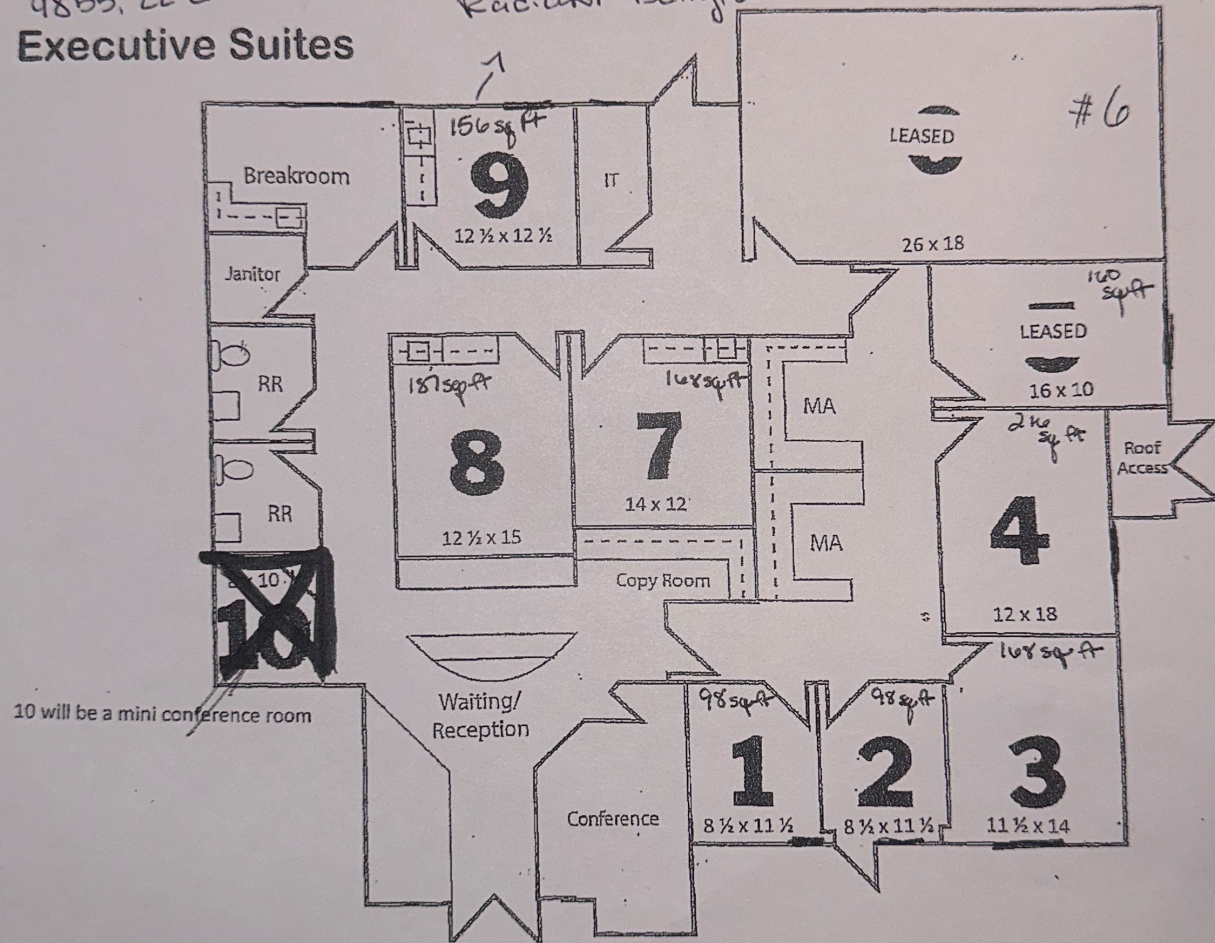 Executive Suites
#6
LEASED
26 x 18
Breakroom
156 sq ft
9
12 ½ x 12 ½
IT
Janitor
160
sq ft
LEASED
16 x 10
RR
187 sq ft
8
12 ½ x 15
168 sq ft
7
14 x 12
MA
216
sq ft
4
12 x 18
Roof
Access
RR
MA
Copy Room
10
10 will be a mini conference room
Waiting/
Reception
Conference
98 sq ft
1
8 ½ x 11 ½
98 sq ft
2
8 ½ x 11 ½
168 sq ft
3
11 ½ x 14